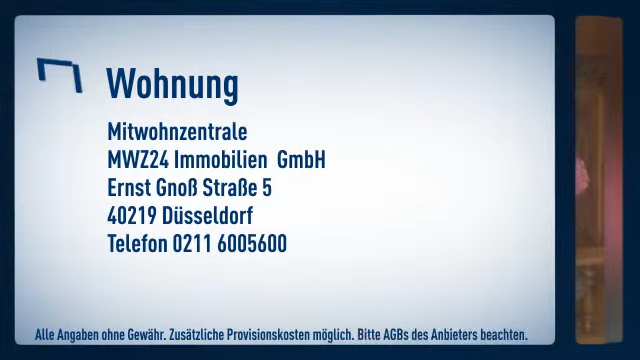 Wohnung
Mitwohnzentrale
MWZ24 Immobilien GmbH
Ernst Gnoß Straße 5
40219 Düsseldorf
Telefon 0211 6005600
Alle Angaben ohne Gewähr. Zusätzliche Provisionskosten möglich. Bitte AGBs des Anbieters beachten.